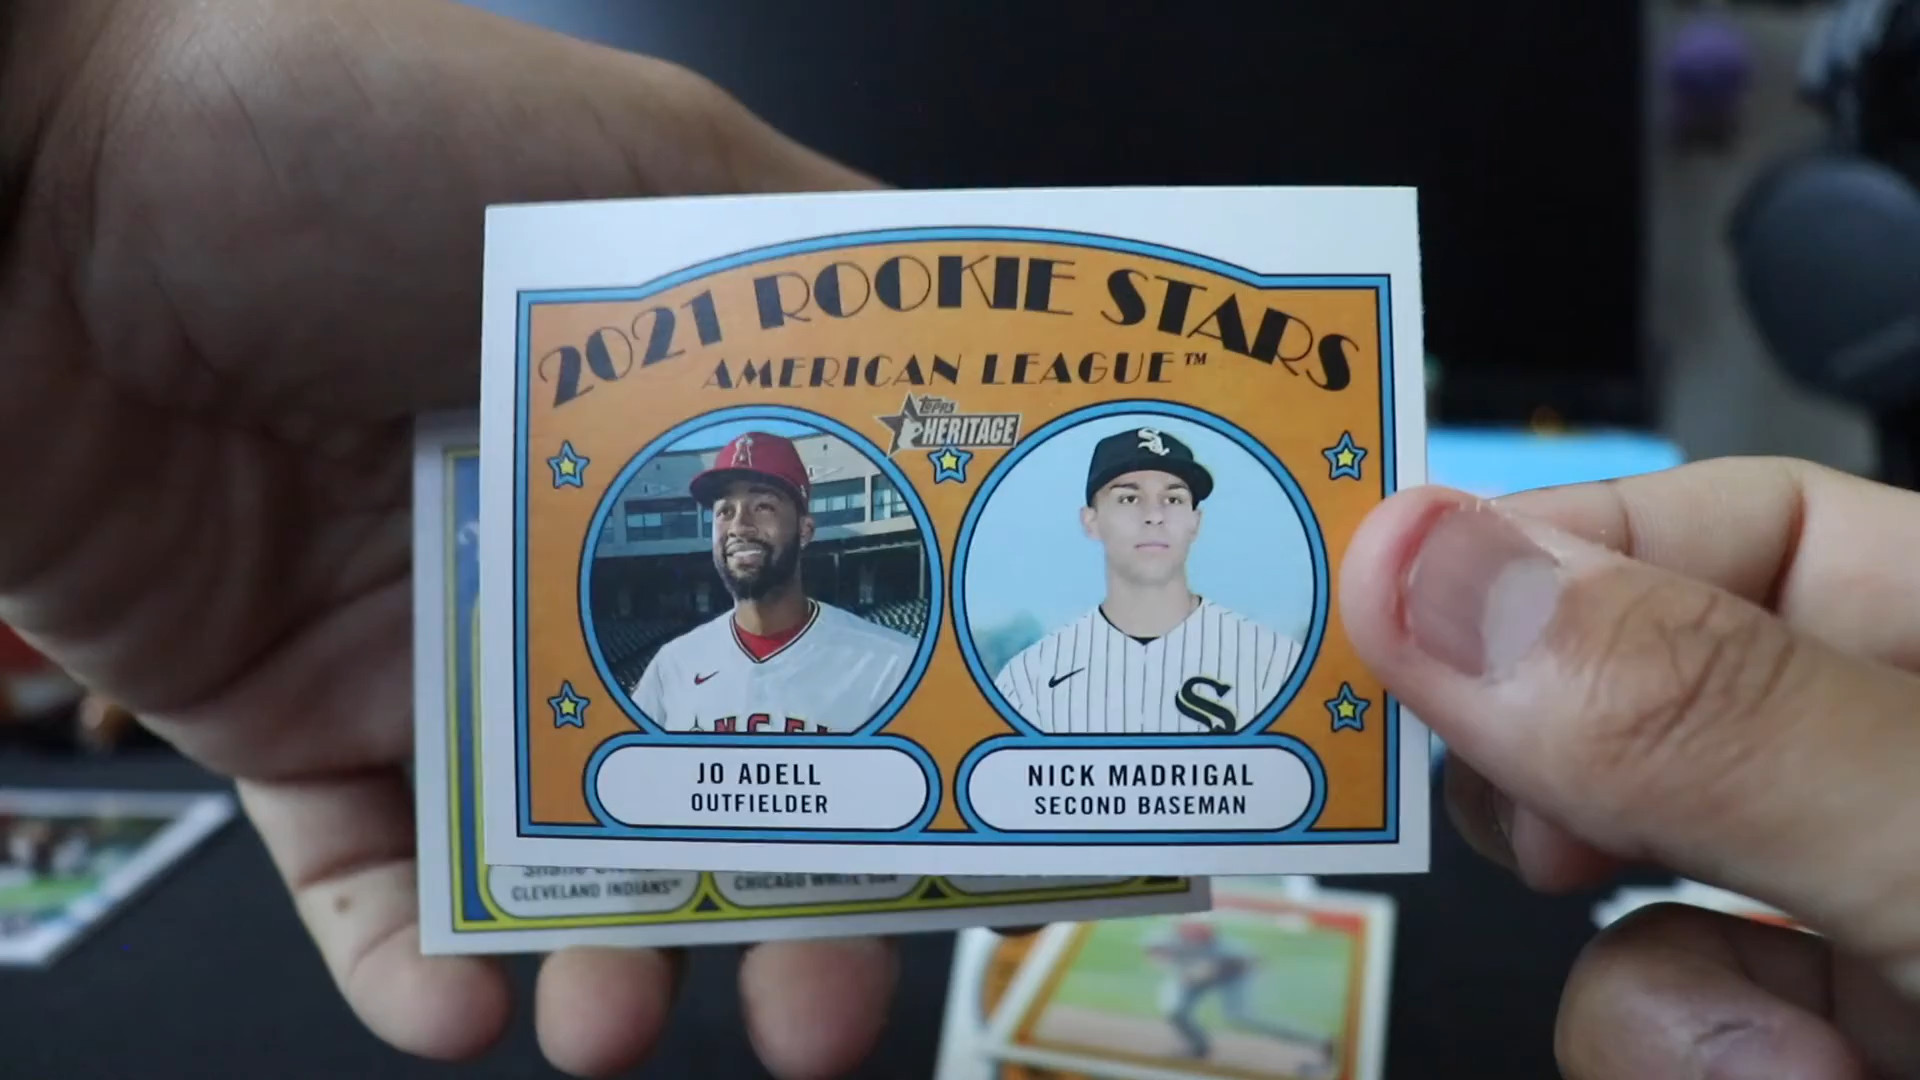 2021 ROOKIE STARS
AMERICAN LEAGUE™
TOPPS
HERITAGE
JO ADELL
OUTFIELDER
NICK MADRIGAL
SECOND BASEMAN
CLEVELAND INDIANS™
CHICAGO WHITE SOX